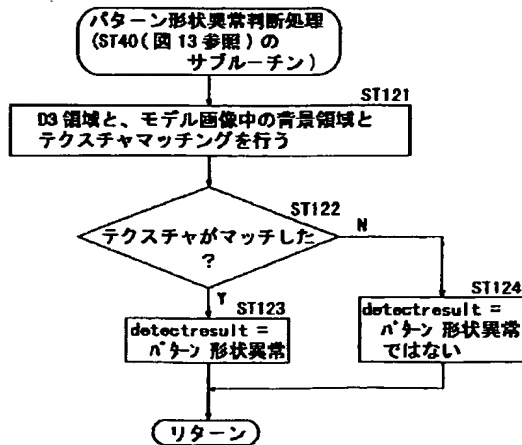 パターン形状異常判断処理
(ST40(図13参照)の
サブルーチン)
ST121
D3領域と、モデル画像中の背景領域と
テクスチャマッチングを行う
ST122
テクスチャがマッチした
?
N
Y
ST123
detectresult =
パターン 形状異常
ST124
detectresult =
パターン 形状異常
ではない
リターン